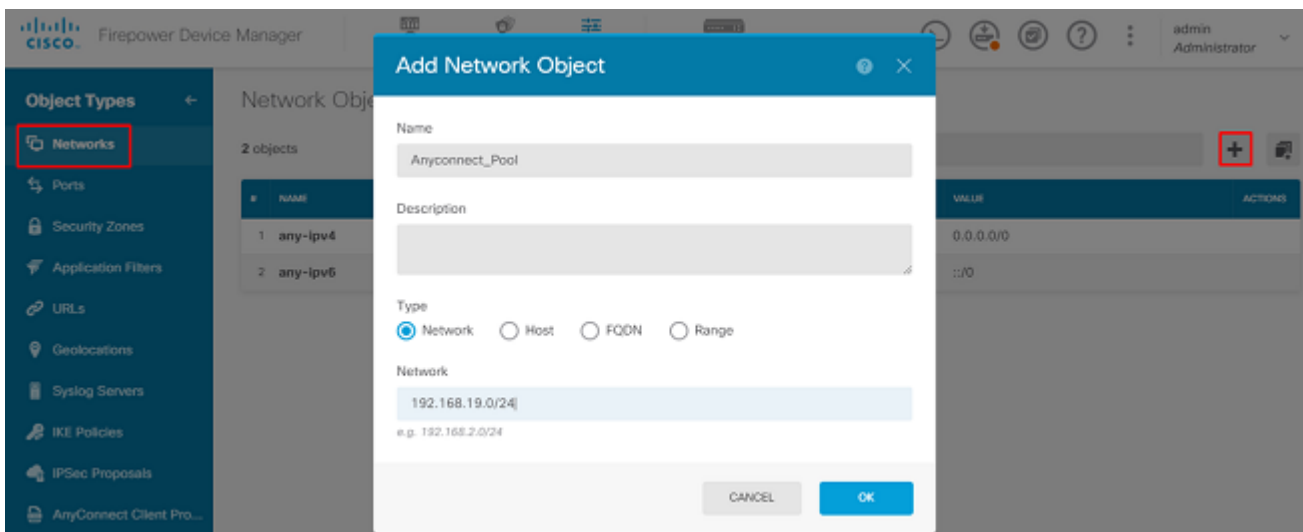 CISCO
Firepower Device Manager
admin
Administrator
Add Network Object
Object Types
Network Obje
Networks
2 objects
Ports
Security Zones
Application Filters
URLs
Geolocations
Syslog Servers
IKE Policies
IPSec Proposals
AnyConnect Client Pro...
# NAME VALUE ACTIONS
1 any-ipv4 0.0.0.0/0
2 any-ipv6 ::/0
Name
Anyconnect_Pool
Description
Type
Network Host FQDN Range
Network
192.168.19.0/24
e.g. 192.168.2.0/24
CANCEL OK